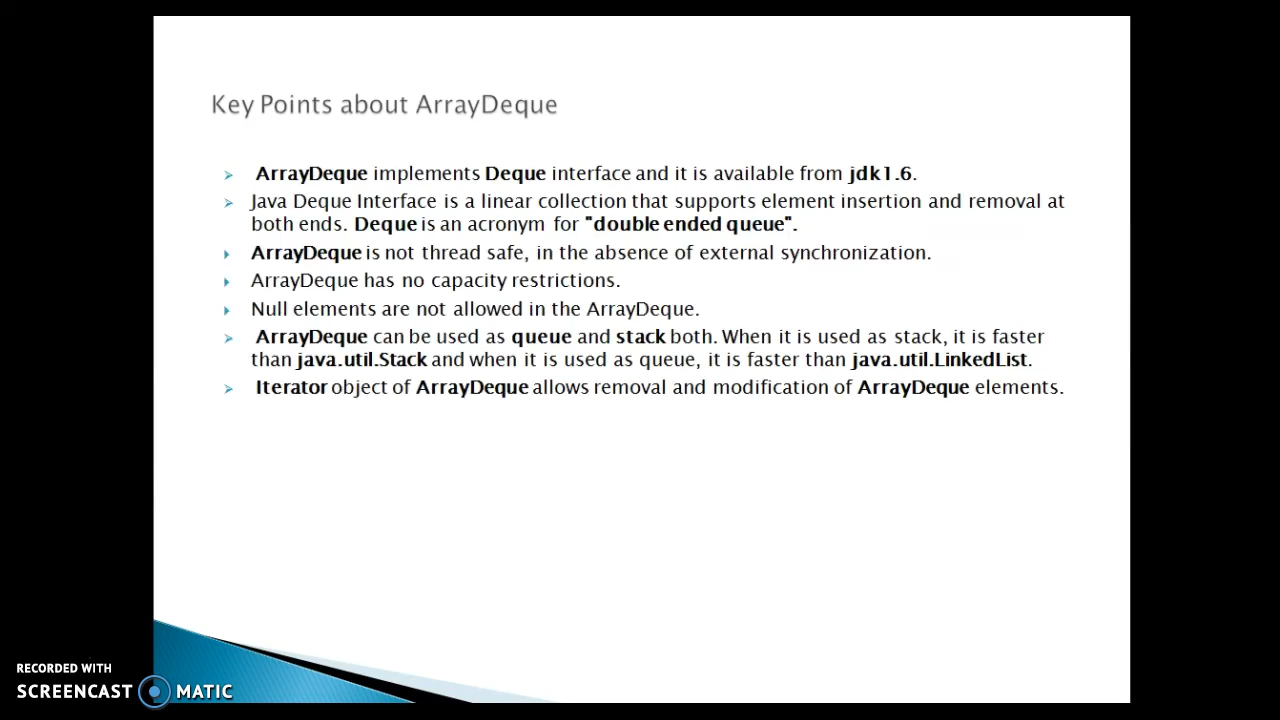 Key Points about ArrayDeque
ArrayDeque implements Deque interface and it is available from jdk1.6.
Java Deque Interface is a linear collection that supports element insertion and removal at
both ends. Deque is an acronym for "double ended queue".
ArrayDeque is not thread safe, in the absence of external synchronization.
ArrayDeque has no capacity restrictions.
Null elements are not allowed in the ArrayDeque.
ArrayDeque can be used as queue and stack both. When it is used as stack, it is faster
than java.util.Stack and when it is used as queue, it is faster than java.util.LinkedList.
Iterator object of ArrayDeque allows removal and modification of ArrayDeque elements.
RECORDED WITH
SCREENCAST MATIC